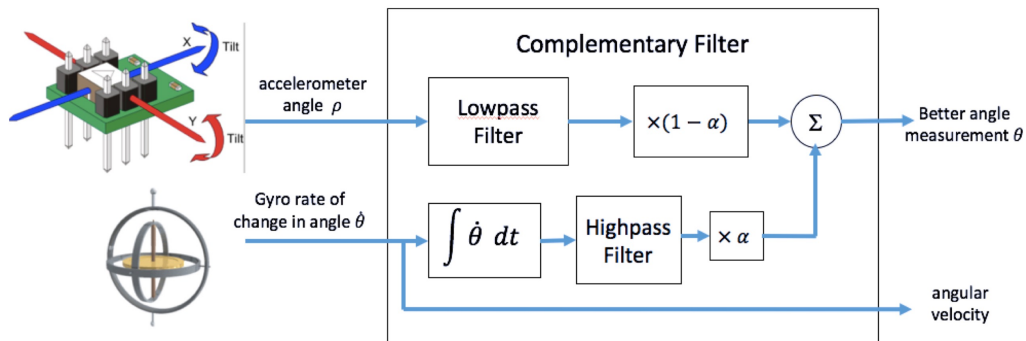 Complementary Filter
X
Tilt
Y
Tilt
accelerometer
angle ρ
Lowpass
Filter
×(1 − α)
Σ
Better angle
measurement θ
Gyro rate of
change in angle θ̇
∫ θ̇ dt
Highpass
Filter
× α
angular
velocity